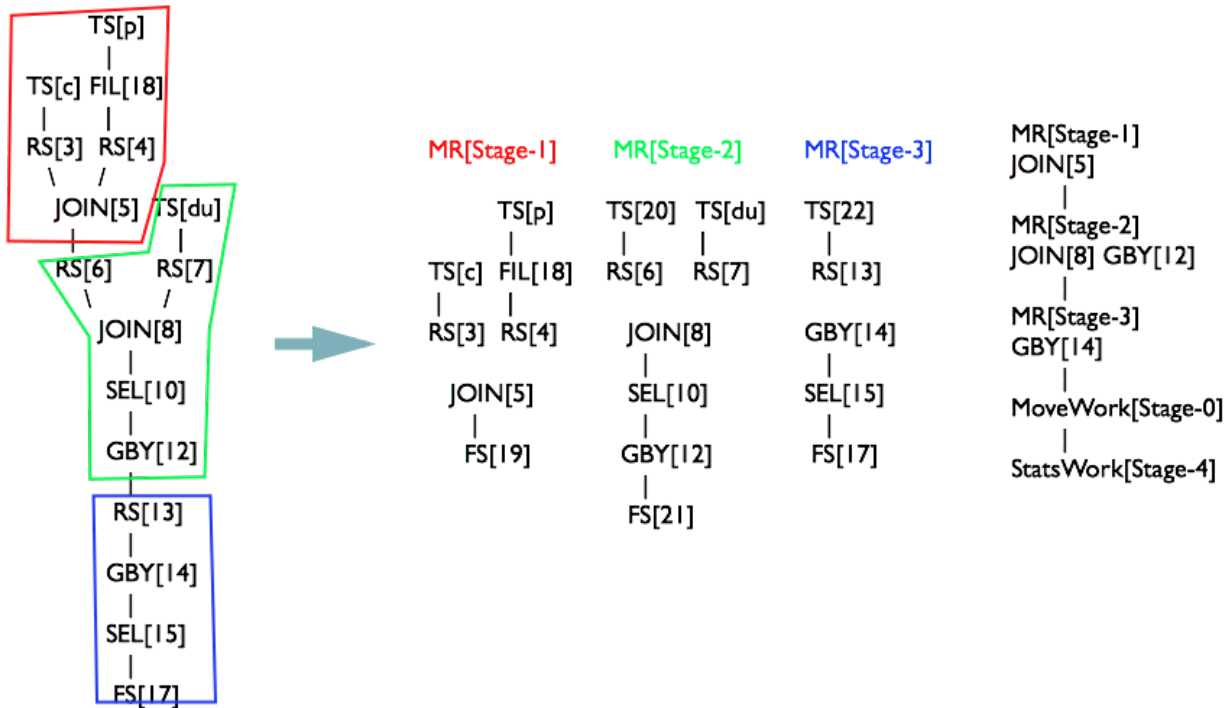 TS[p]
TS[c] FIL[18]
RS[3] RS[4]
JOIN[5] TS[du]
RS[6] RS[7]
JOIN[8]
SEL[10]
GBY[12]
RS[13]
GBY[14]
SEL[15]
FS[17]
MR[Stage-1]
TS[p]
TS[c] FIL[18]
RS[3] RS[4]
JOIN[5]
FS[19]
MR[Stage-2]
TS[20] TS[du]
RS[6] RS[7]
JOIN[8]
SEL[10]
GBY[12]
FS[21]
MR[Stage-3]
TS[22]
RS[13]
GBY[14]
SEL[15]
FS[17]
MR[Stage-1]
JOIN[5]
MR[Stage-2]
JOIN[8] GBY[12]
MR[Stage-3]
GBY[14]
MoveWork[Stage-0]
StatsWork[Stage-4]